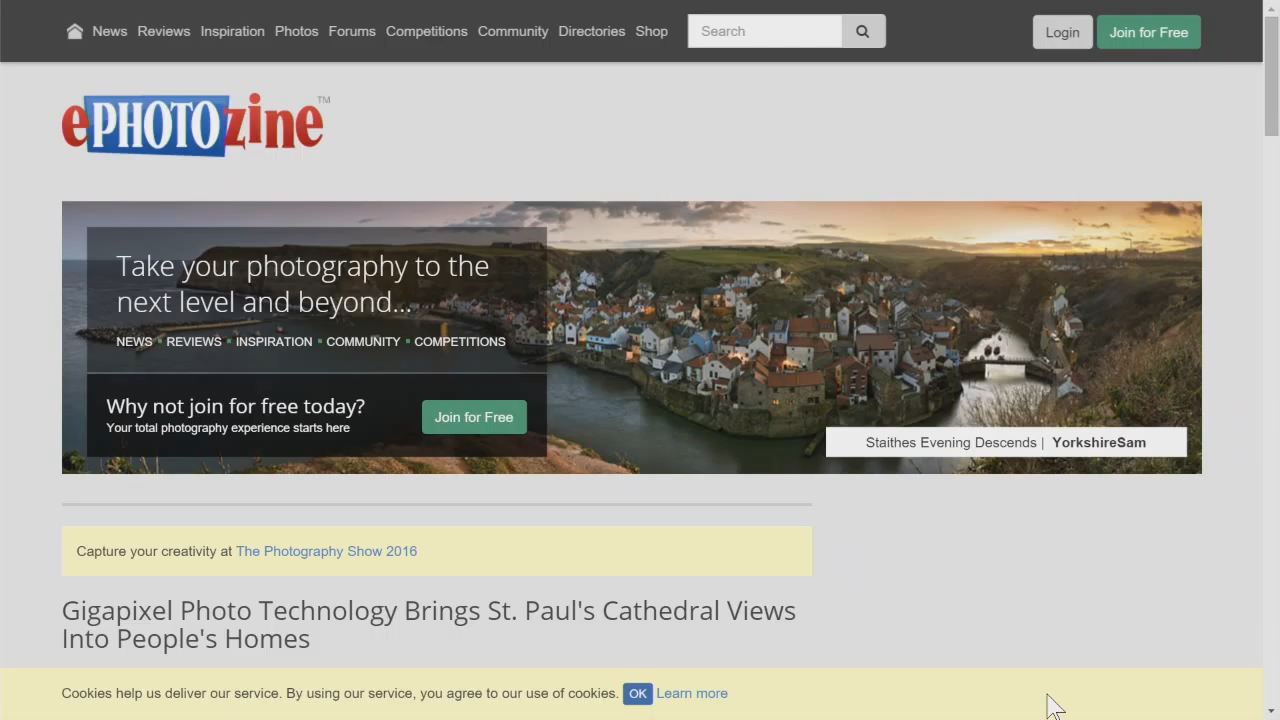 News Reviews Inspiration Photos Forums Competitions Community Directories Shop Search Login Join for Free
ePHOTOzine™
Take your photography to the
next level and beyond...
NEWS ▪ REVIEWS ▪ INSPIRATION ▪ COMMUNITY ▪ COMPETITIONS
Why not join for free today?
Your total photography experience starts here
Join for Free
Staithes Evening Descends | YorkshireSam
Capture your creativity at The Photography Show 2016
Gigapixel Photo Technology Brings St. Paul's Cathedral Views
Into People's Homes
Cookies help us deliver our service. By using our service, you agree to our use of cookies. OK Learn more